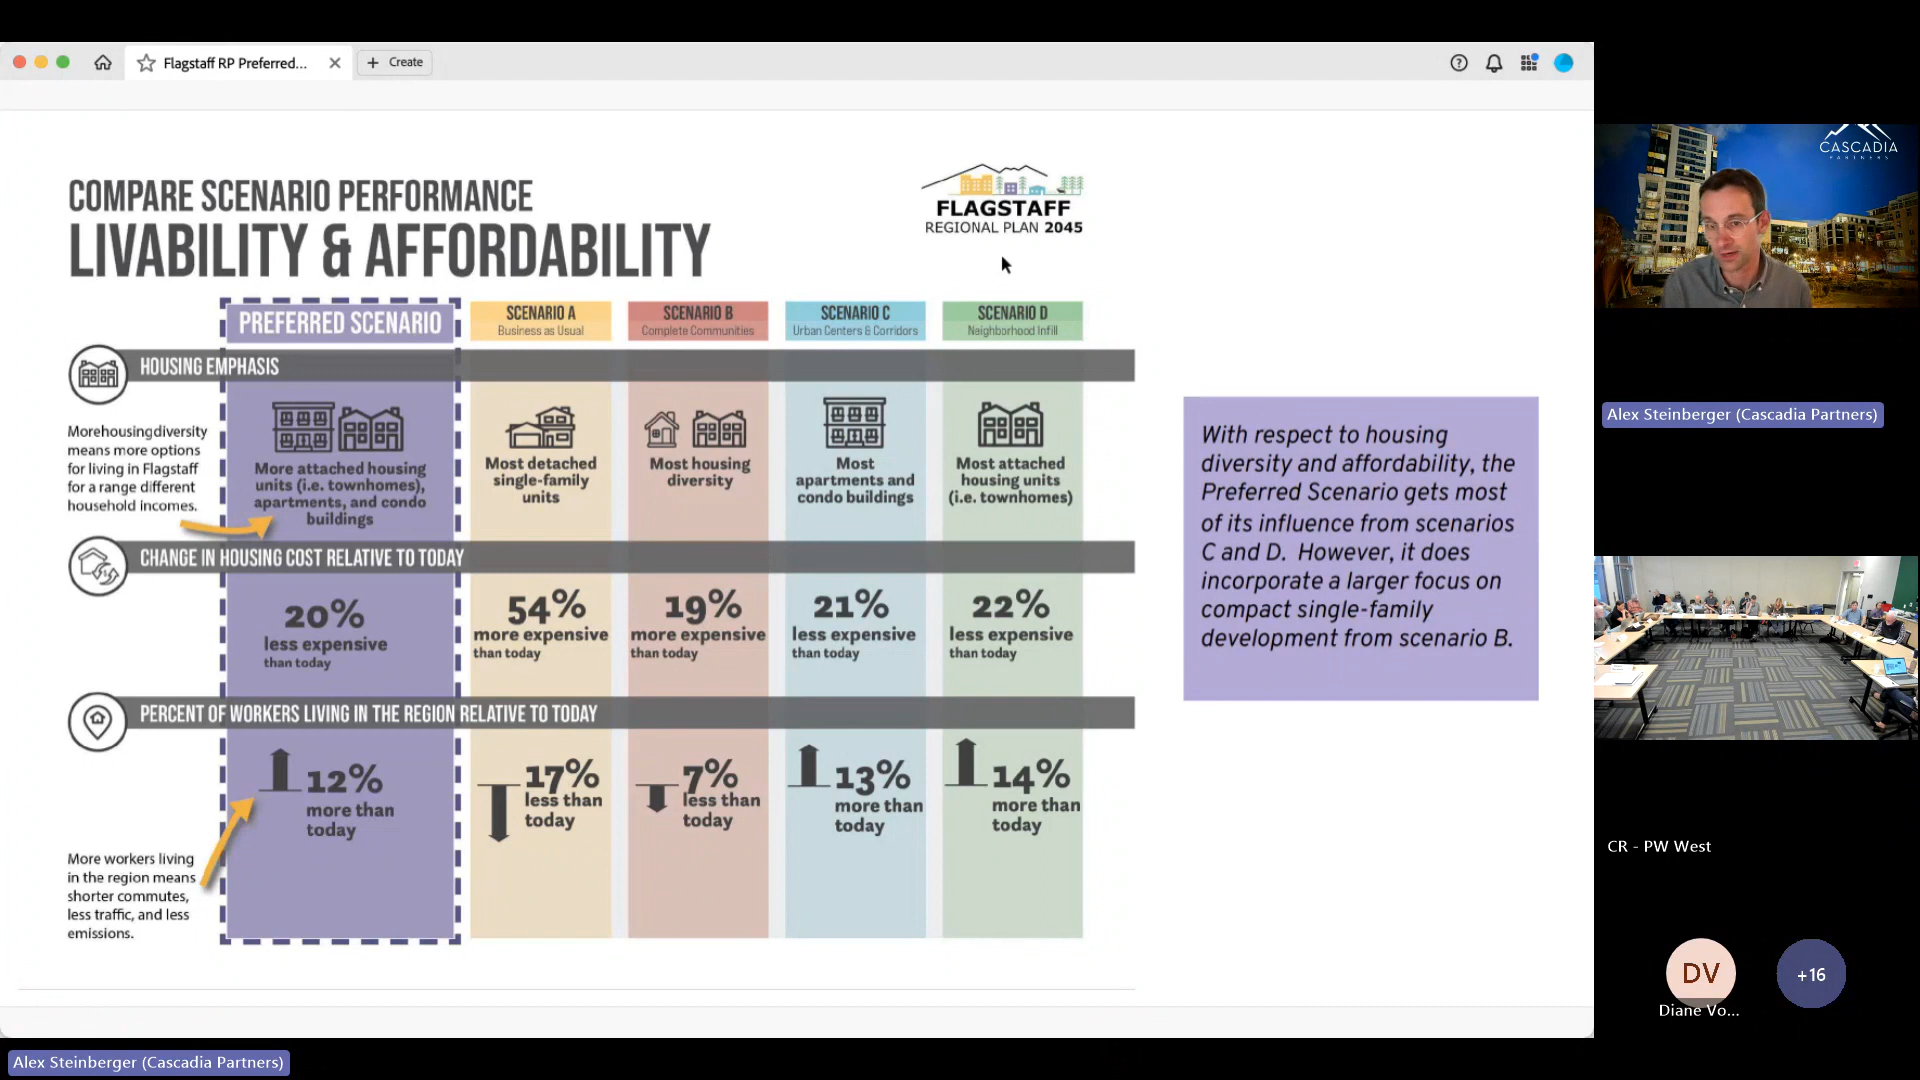 Flagstaff RP Preferred...
Create
COMPARE SCENARIO PERFORMANCE
LIVABILITY & AFFORDABILITY
FLAGSTAFF
REGIONAL PLAN 2045
PREFERRED SCENARIO
SCENARIO A
Business as Usual
SCENARIO B
Complete Communities
SCENARIO C
Urban Centers & Corridors
SCENARIO D
Neighborhood Infill
HOUSING EMPHASIS
Morehousingdiversity
means more options
for living in Flagstaff
for a range different
household incomes.
More attached housing
units (i.e. townhomes),
apartments, and condo
buildings
Most detached
single-family
units
Most housing
diversity
Most
apartments and
condo buildings
Most attached
housing units
(i.e. townhomes)
CHANGE IN HOUSING COST RELATIVE TO TODAY
20%
less expensive
than today
54%
more expensive
than today
19%
more expensive
than today
21%
less expensive
than today
22%
less expensive
than today
PERCENT OF WORKERS LIVING IN THE REGION RELATIVE TO TODAY
12%
more than
today
17%
less than
today
7%
less than
today
13%
more than
today
14%
more than
today
More workers living
in the region means
shorter commutes,
less traffic, and less
emissions.
With respect to housing
diversity and affordability, the
Preferred Scenario gets most
of its influence from scenarios
C and D. However, it does
incorporate a larger focus on
compact single-family
development from scenario B.
CASCADIA
PARTNERS
Alex Steinberger (Cascadia Partners)
CR - PW West
DV
Diane Vo...
+16
Alex Steinberger (Cascadia Partners)